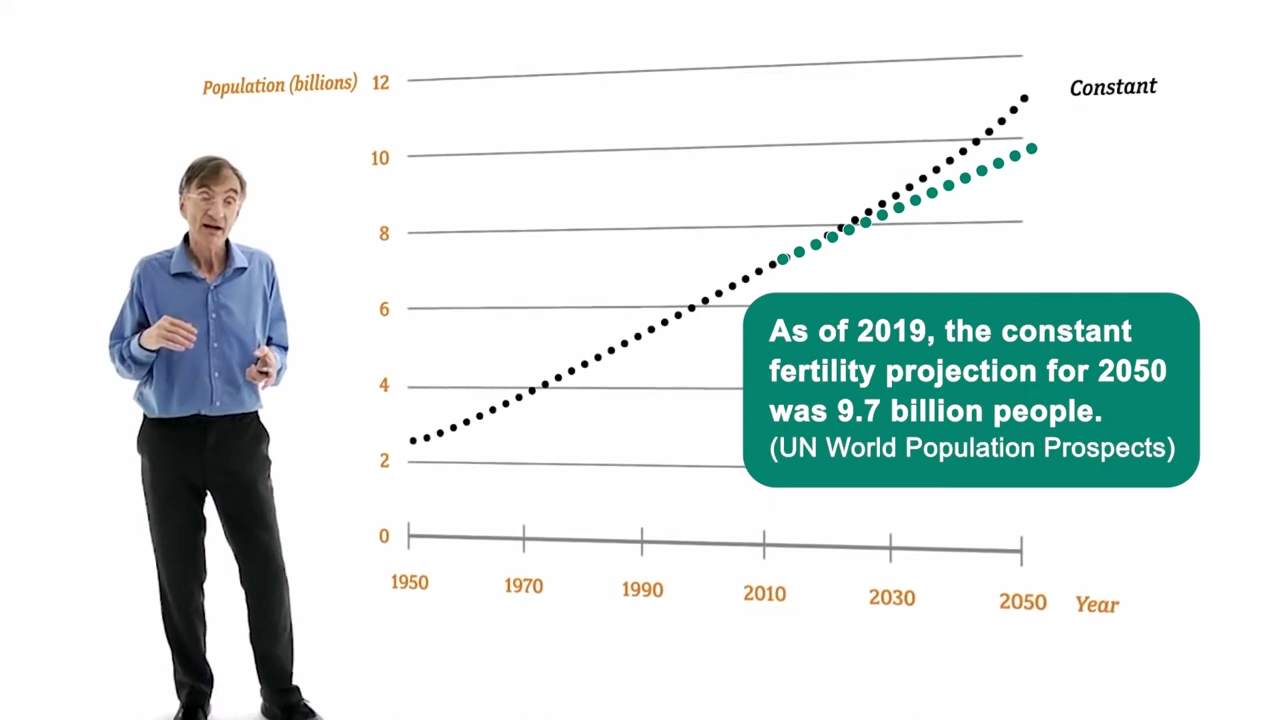 Population (billions)
12
10
8
6
4
2
0
1950
1970
1990
2010
2030
2050
Year
Constant
As of 2019, the constant
fertility projection for 2050
was 9.7 billion people.
(UN World Population Prospects)